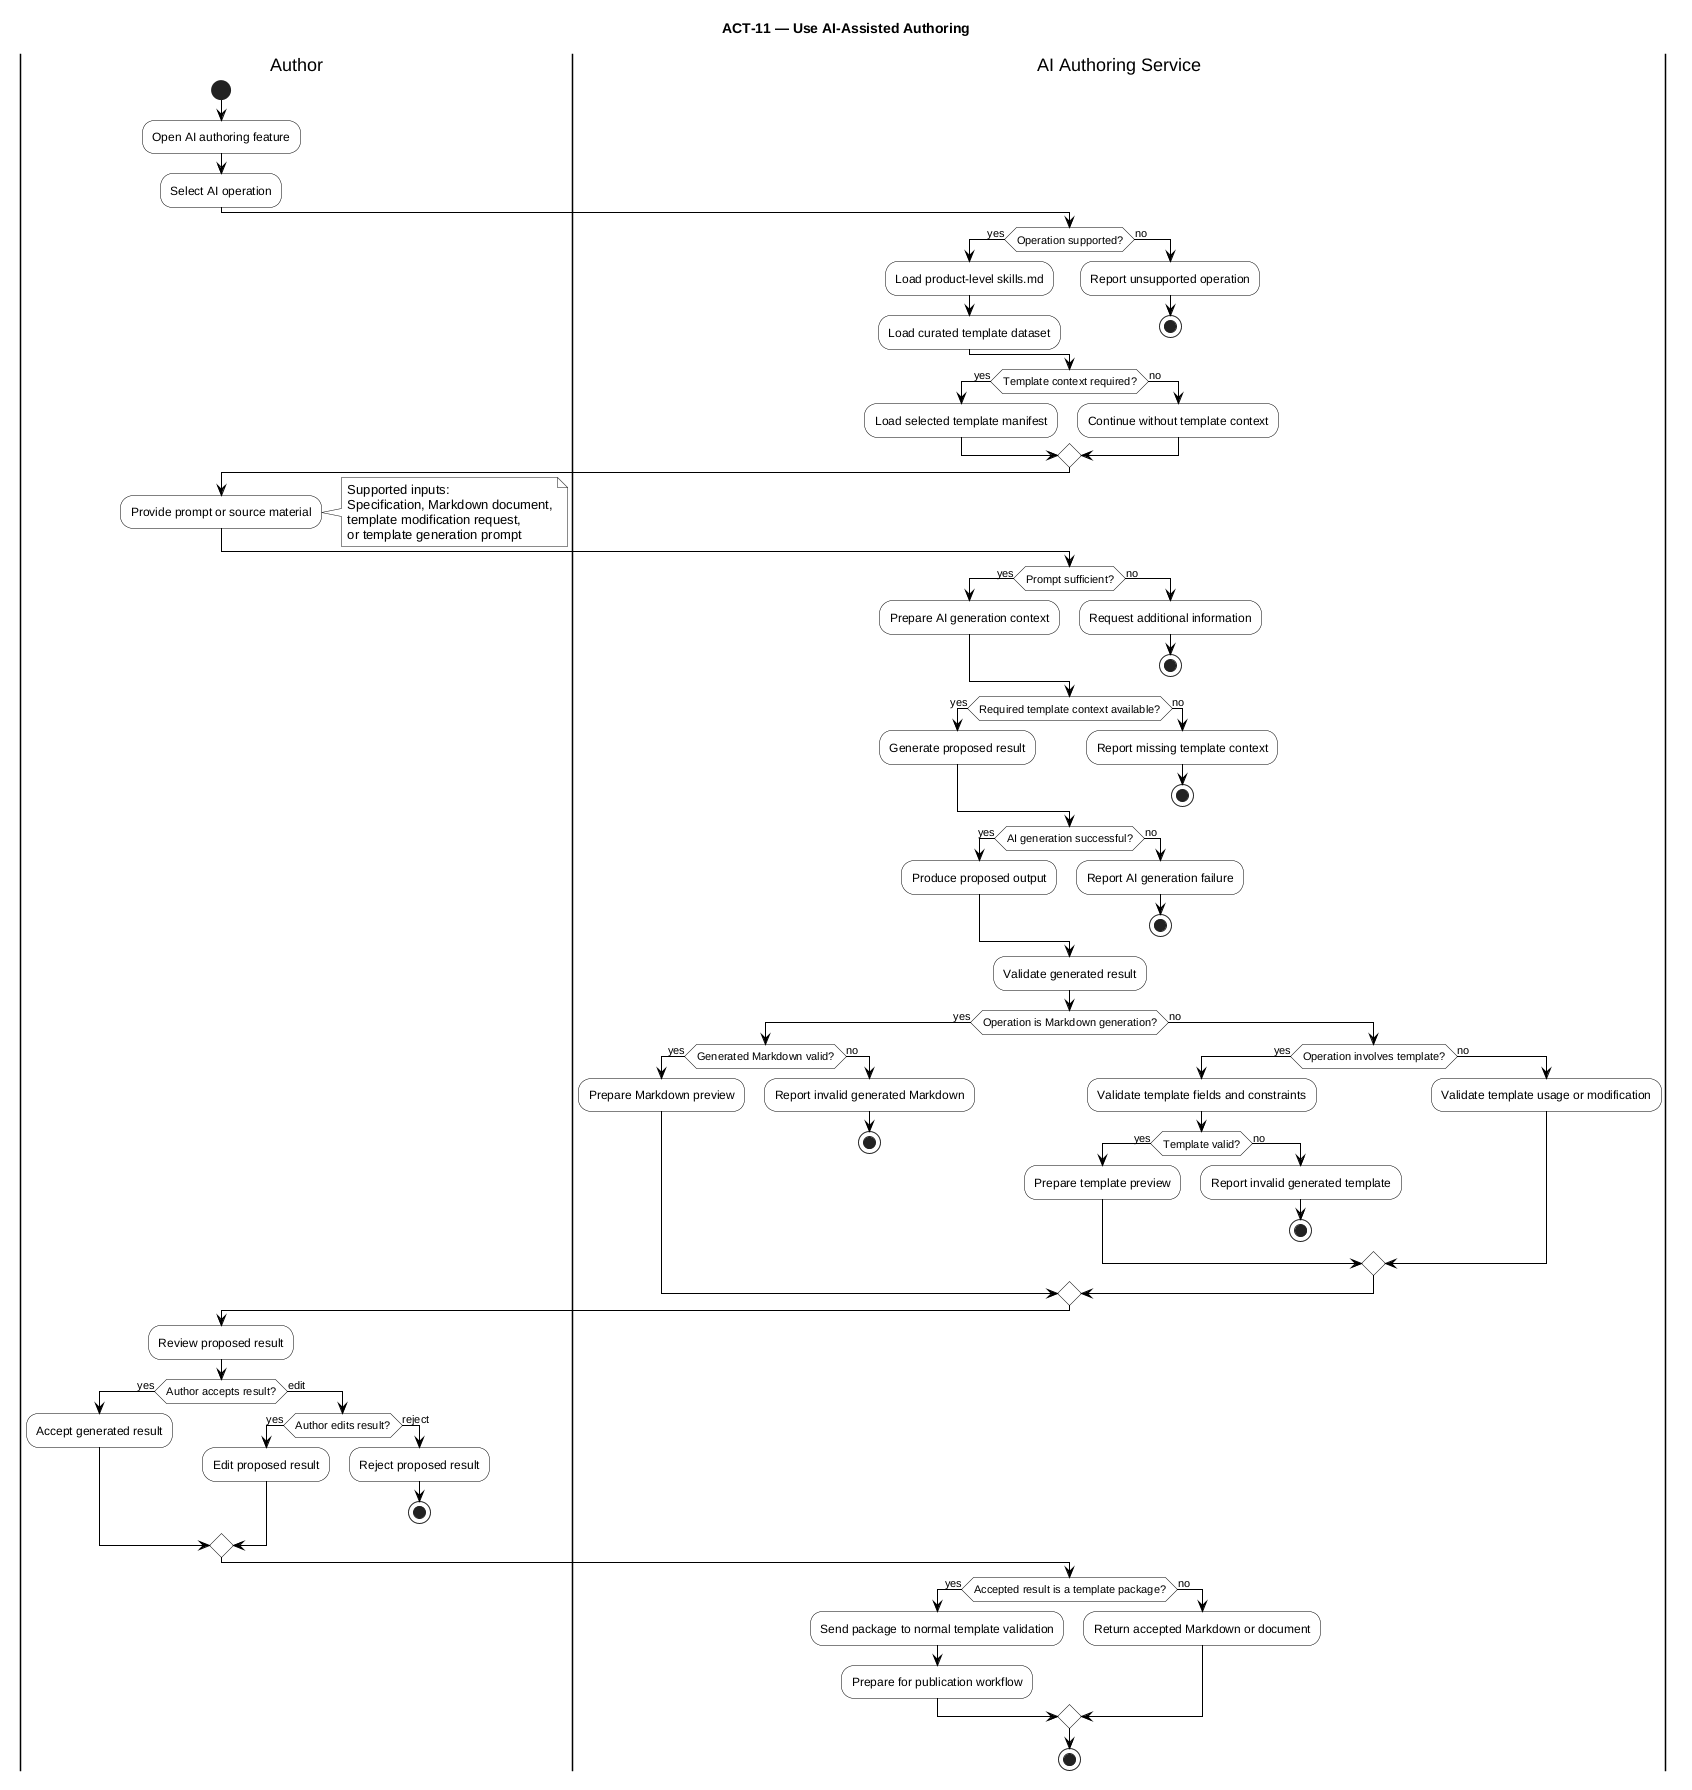 ACT-11 — Use AI-Assisted Authoring
Author
AI Authoring Service
Open AI authoring feature
Select AI operation
yes
Operation supported?
no
Load product-level skills.md
Report unsupported operation
Load curated template dataset
yes
Template context required?
no
Load selected template manifest
Continue without template context
Provide prompt or source material
Supported inputs:
Specification, Markdown document,
template modification request,
or template generation prompt
yes
Prompt sufficient?
no
Prepare AI generation context
Request additional information
yes
Required template context available?
no
Generate proposed result
Report missing template context
yes
AI generation successful?
no
Produce proposed output
Report AI generation failure
Validate generated result
yes
Operation is Markdown generation?
no
yes
Generated Markdown valid?
no
yes
Operation involves template?
no
Prepare Markdown preview
Report invalid generated Markdown
Validate template fields and constraints
Validate template usage or modification
yes
Template valid?
no
Prepare template preview
Report invalid generated template
Review proposed result
yes
Author accepts result?
edit
Accept generated result
yes
Author edits result?
reject
Edit proposed result
Reject proposed result
yes
Accepted result is a template package?
no
Send package to normal template validation
Return accepted Markdown or document
Prepare for publication workflow